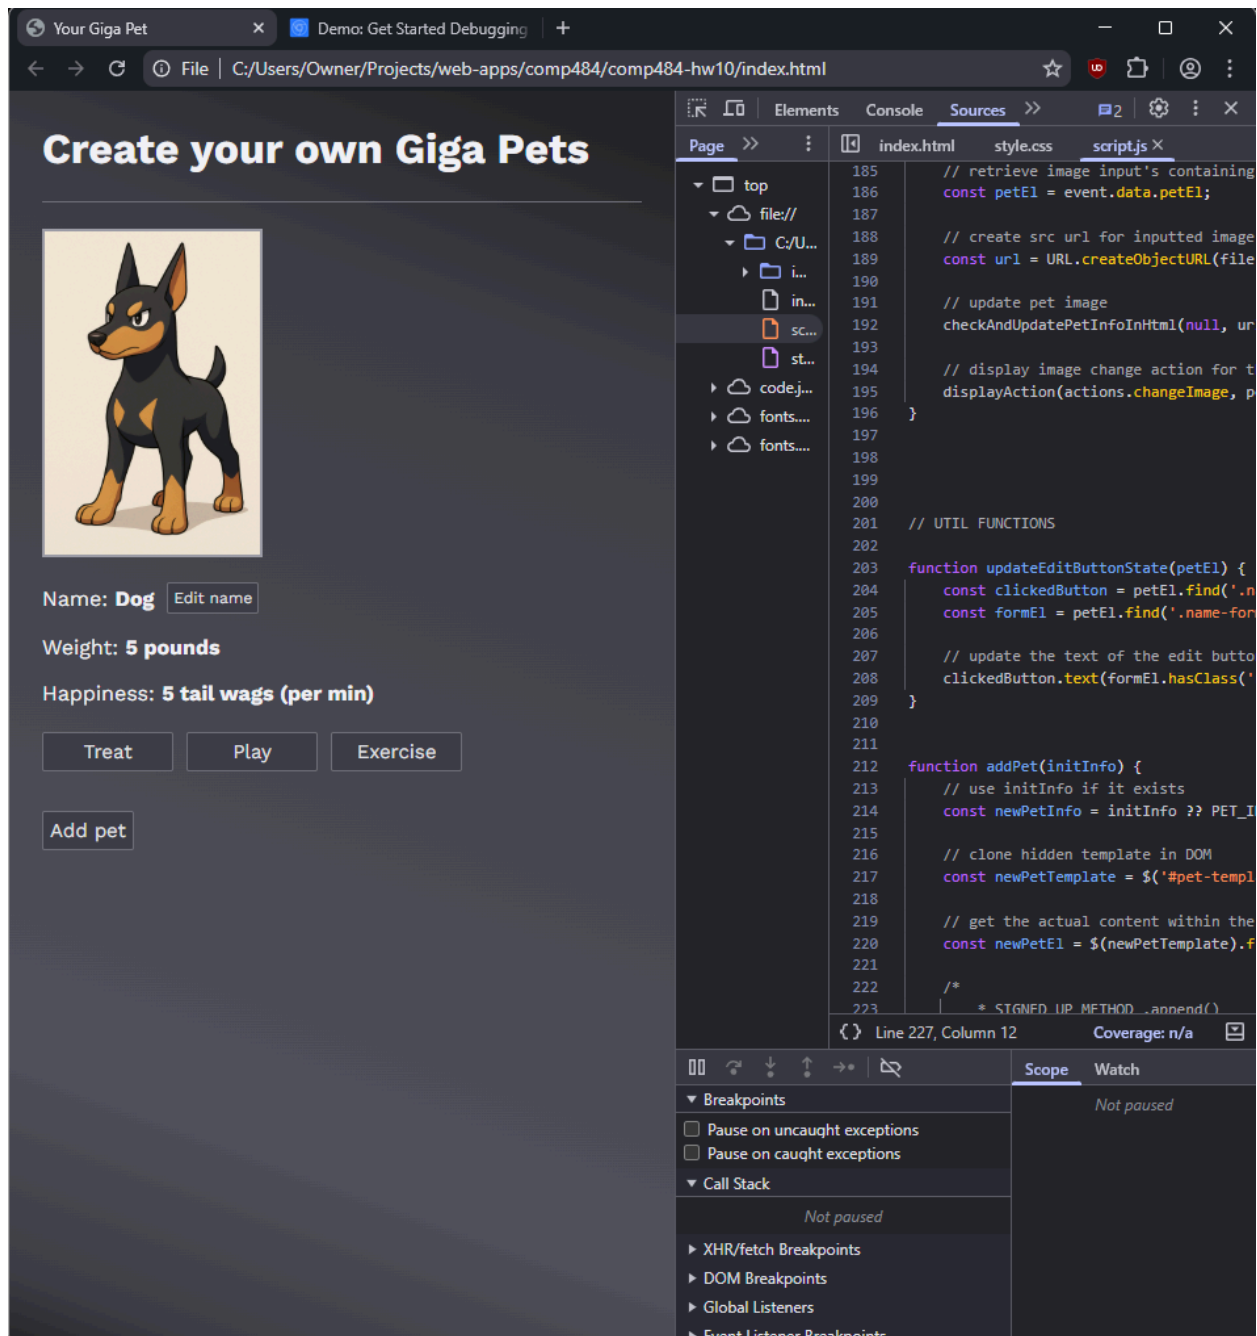 Your Giga Pet
Demo: Get Started Debugging
File
C:/Users/Owner/Projects/web-apps/comp484/comp484-hw10/index.html
Create your own Giga Pets
Name: Dog
Edit name
Weight: 5 pounds
Happiness: 5 tail wags (per min)
Treat
Play
Exercise
Add pet
Elements
Console
Sources
2
Page
index.html
style.css
script.js
top
file://
C:/U...
i...
in...
sc...
st...
code.j...
fonts....
fonts....
185 // retrieve image input's containing
186 const petEl = event.data.petEl;
187
188 // create src url for inputted image
189 const url = URL.createObjectURL(file
190
191 // update pet image
192 checkAndUpdatePetInfoInHtml(null, ur
193
194 // display image change action for t
195 displayAction(actions.changeImage, p
196 }
197
198
199
200
201 // UTIL FUNCTIONS
202
203 function updateEditButtonState(petEl) {
204 const clickedButton = petEl.find('.n
205 const formEl = petEl.find('.name-for
206
207 // update the text of the edit butto
208 clickedButton.text(formEl.hasClass('
209 }
210
211
212 function addPet(initInfo) {
213 // use initInfo if it exists
214 const newPetInfo = initInfo ?? PET_I
215
216 // clone hidden template in DOM
217 const newPetTemplate = $('#pet-templ
218
219 // get the actual content within the
220 const newPetEl = $(newPetTemplate).f
221
222 /*
223 * SIGNED UP METHOD .append()
{} Line 227, Column 12
Coverage: n/a
Scope
Watch
Breakpoints
Not paused
Pause on uncaught exceptions
Pause on caught exceptions
Call Stack
Not paused
XHR/fetch Breakpoints
DOM Breakpoints
Global Listeners
Event Listener Breakpoints